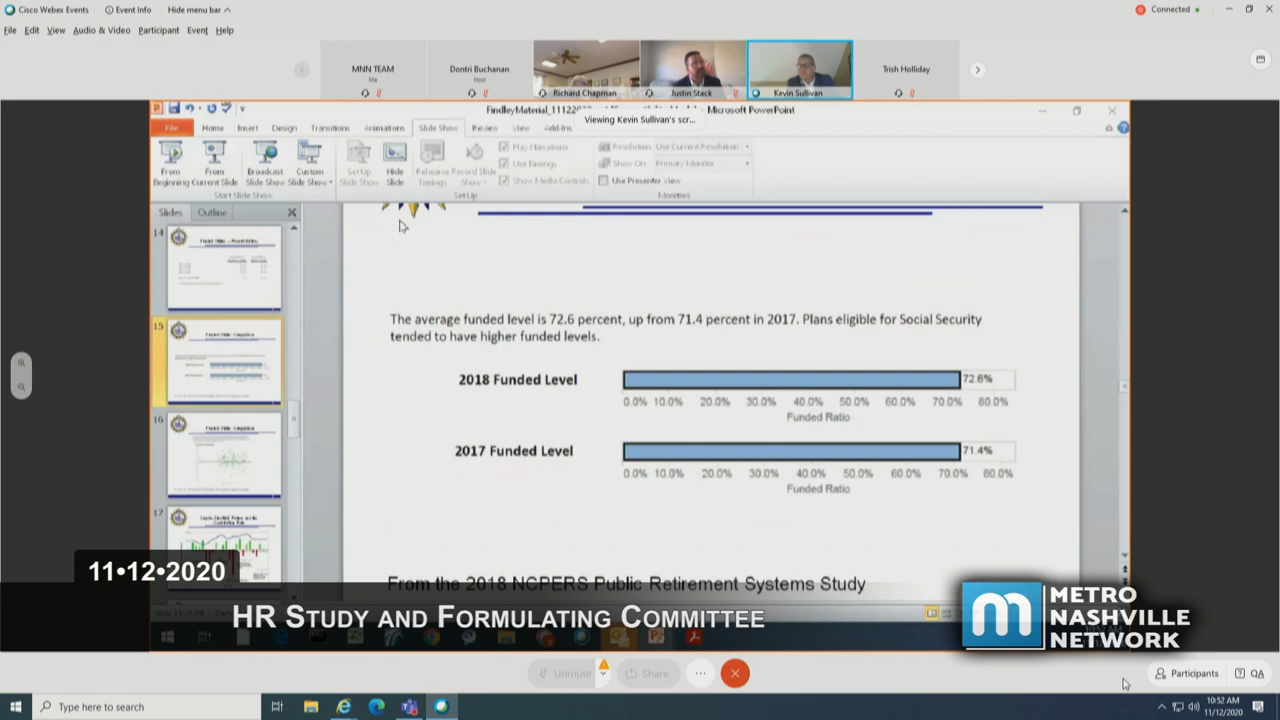 Cisco Webex Events Event Info Hide menu bar Connected
File Edit View Audio & Video Participant Event Help
MNN TEAM
Me
Dontri Buchanan
Host
Richard Chapman
Justin Stack
Kevin Sullivan
Trish Holliday
Microsoft PowerPoint
Viewing Kevin Sullivan's scr...
File Home Insert Design Transitions Animations Slide Show Review View Add-Ins
From Beginning
From Current Slide
Broadcast Slide Show
Custom Slide Show
Set Up Slide Show
Hide Slide
Rehearse Timings
Record Slide Show
Play Narrations
Use Timings
Show Media Controls
Resolution: Use Current Resolution
Show On: Primary Monitor
Use Presenter View
Start Slide Show
Set Up
Monitors
Slides Outline
14
15
16
17
The average funded level is 72.6 percent, up from 71.4 percent in 2017. Plans eligible for Social Security
tended to have higher funded levels.
2018 Funded Level 72.6%
0.0% 10.0% 20.0% 30.0% 40.0% 50.0% 60.0% 70.0% 80.0%
Funded Ratio
2017 Funded Level 71.4%
0.0% 10.0% 20.0% 30.0% 40.0% 50.0% 60.0% 70.0% 80.0%
Funded Ratio
From the 2018 NCPERS Public Retirement Systems Study
11•12•2020
HR STUDY AND FORMULATING COMMITTEE
m METRO
NASHVILLE
NETWORK
Unmute Share Participants QA
Type here to search
10:52 AM
11/12/2020